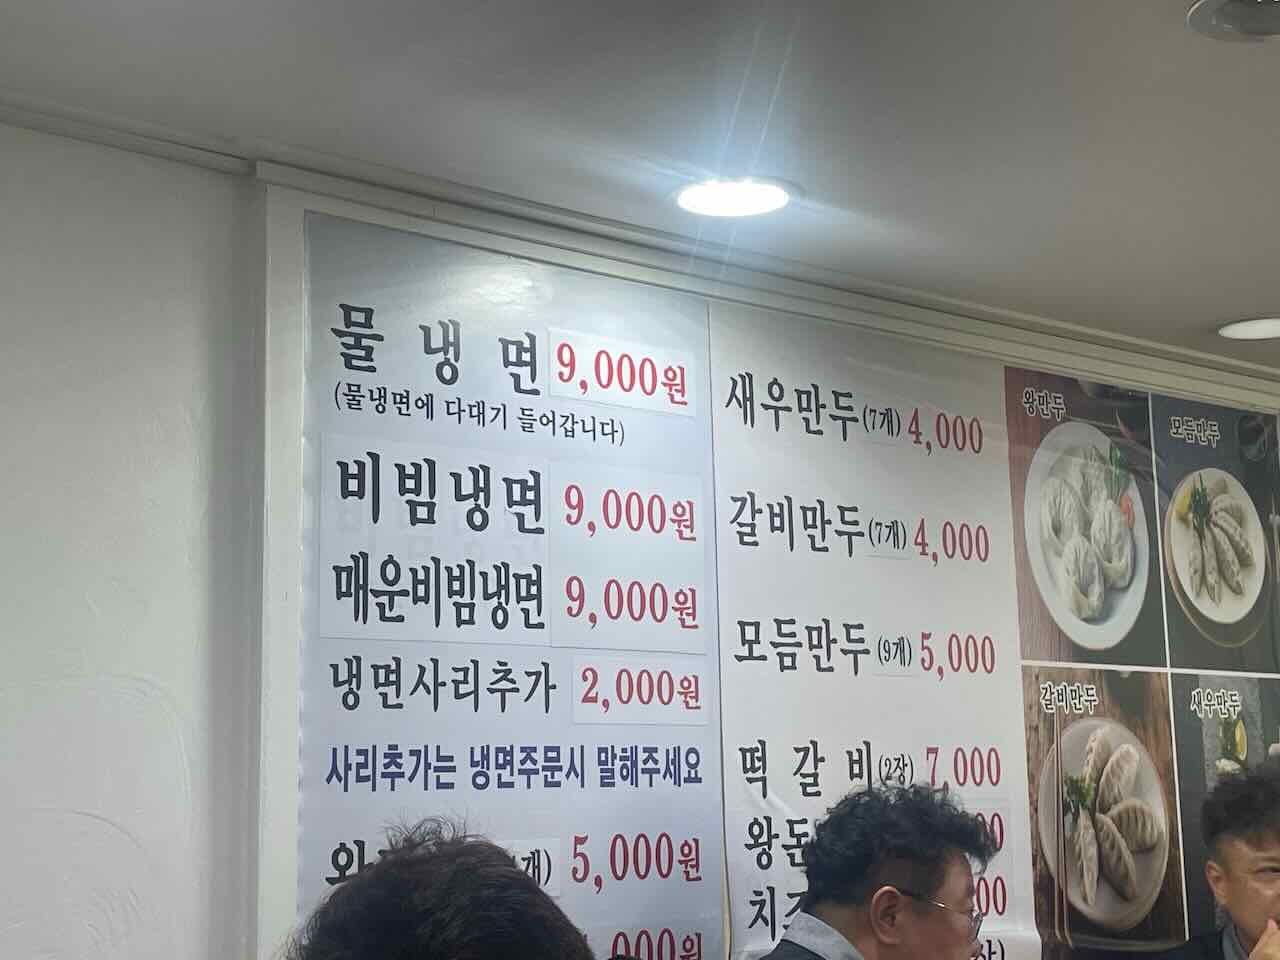 물냉면 9,000원
(물냉면에 다대기 들어갑니다)
비빔냉면 9,000원
매운비빔냉면 9,000원
냉면사리추가 2,000원
사리추가는 냉면주문시 말해주세요
5,000원
새우만두(7개) 4,000
갈비만두(7개) 4,000
모듬만두(9개) 5,000
떡갈비(2장) 7,000
왕만두
모듬만두
갈비만두
새우만두